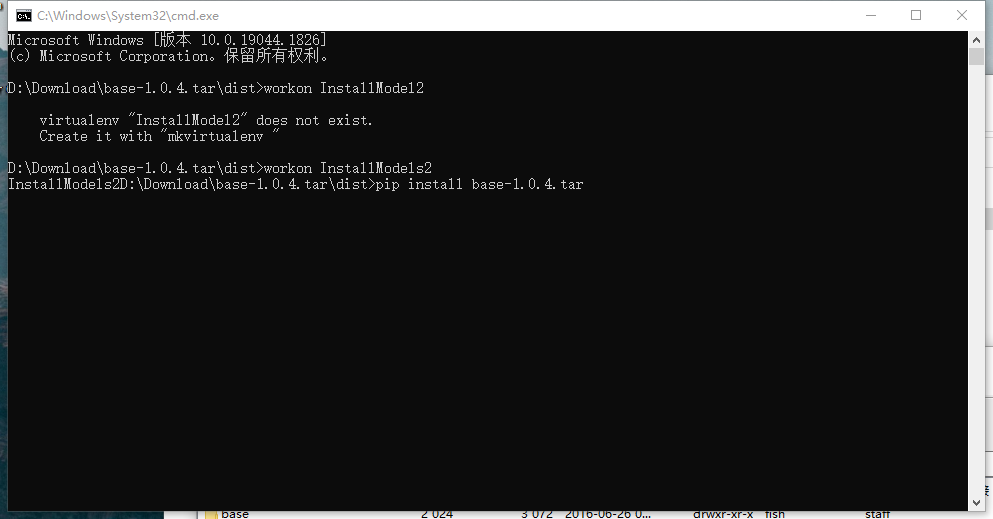 C:\Windows\System32\cmd.exe
Microsoft Windows [版本 10.0.19044.1826]
(c) Microsoft Corporation。保留所有权利。
D:\Download\base-1.0.4.tar\dist>workon InstallModel2
virtualenv "InstallModel2" does not exist.
Create it with "mkvirtualenv "
D:\Download\base-1.0.4.tar\dist>workon InstallModels2
InstallModels2D:\Download\base-1.0.4.tar\dist>pip install base-1.0.4.tar
base 2 024 3 072 2016-06-26 0... drwxr-xr-x fish staff